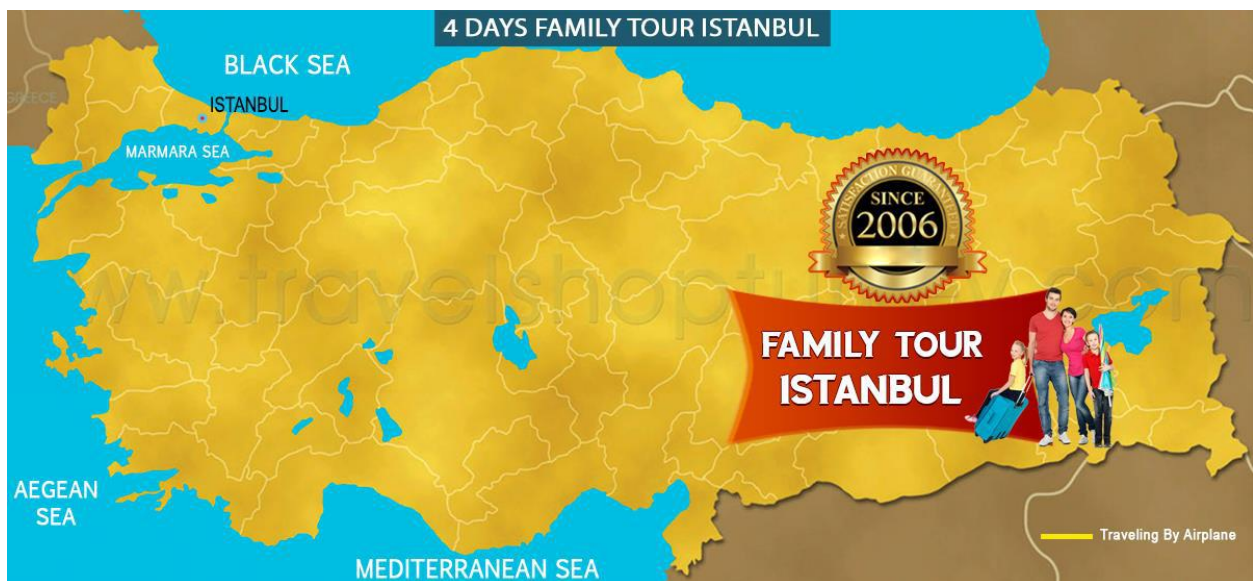 4 DAYS FAMILY TOUR ISTANBUL
BLACK SEA
GREECE
ISTANBUL
MARMARA SEA
SATISFACTION GUARANTEED
SINCE
2006
www.travelshopturkey.com
FAMILY TOUR
ISTANBUL
AEGEAN
SEA
Traveling By Airplane
MEDITERRANEAN SEA